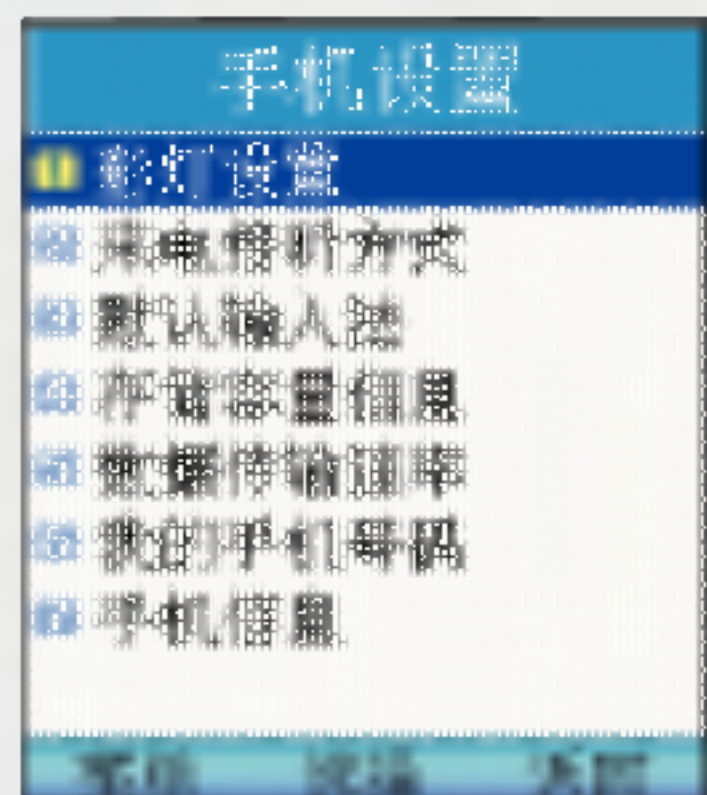 手机设置
彩灯设置
来电接听方式
默认输入法
存储容量信息
数据传输速率
我的手机号码
手机信息